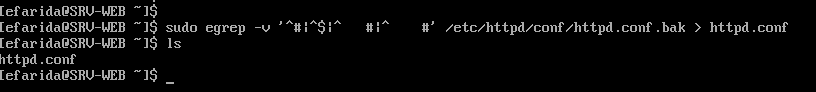 [efarida@SRV-WEB ~]$
[efarida@SRV-WEB ~]$ sudo egrep -v '^#|^$|^   #|^    #' /etc/httpd/conf/httpd.conf.bak > httpd.conf
[efarida@SRV-WEB ~]$ ls
httpd.conf
[efarida@SRV-WEB ~]$ _